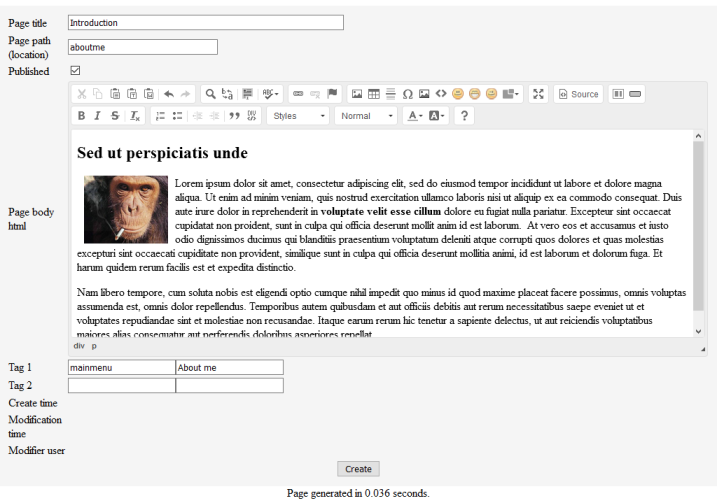 Page title
Introduction
Page path
(location)
aboutme
Published
Source
Styles
Normal
Page body
html
Sed ut perspiciatis unde
Lorem ipsum dolor sit amet, consectetur adipiscing elit, sed do eiusmod tempor incididunt ut labore et dolore magna
aliqua. Ut enim ad minim veniam, quis nostrud exercitation ullamco laboris nisi ut aliquip ex ea commodo consequat. Duis
aute irure dolor in reprehenderit in voluptate velit esse cillum dolore eu fugiat nulla pariatur. Excepteur sint occaecat
cupidatat non proident, sunt in culpa qui officia deserunt mollit anim id est laborum.  At vero eos et accusamus et iusto
odio dignissimos ducimus qui blanditiis praesentium voluptatum deleniti atque corrupti quos dolores et quas molestias
excepturi sint occaecati cupiditate non provident, similique sunt in culpa qui officia deserunt mollitia animi, id est laborum et dolorum fuga. Et
harum quidem rerum facilis est et expedita distinctio.
Nam libero tempore, cum soluta nobis est eligendi optio cumque nihil impedit quo minus id quod maxime placeat facere possimus, omnis voluptas
assumenda est, omnis dolor repellendus. Temporibus autem quibusdam et aut officiis debitis aut rerum necessitatibus saepe eveniet ut et
voluptates repudiandae sint et molestiae non recusandae. Itaque earum rerum hic tenetur a sapiente delectus, ut aut reiciendis voluptatibus
maiores alias consequatur aut perferendis doloribus asperiores repellat.
div p
Tag 1
mainmenu
About me
Tag 2
Create time
Modification
time
Modifier user
Create
Page generated in 0.036 seconds.